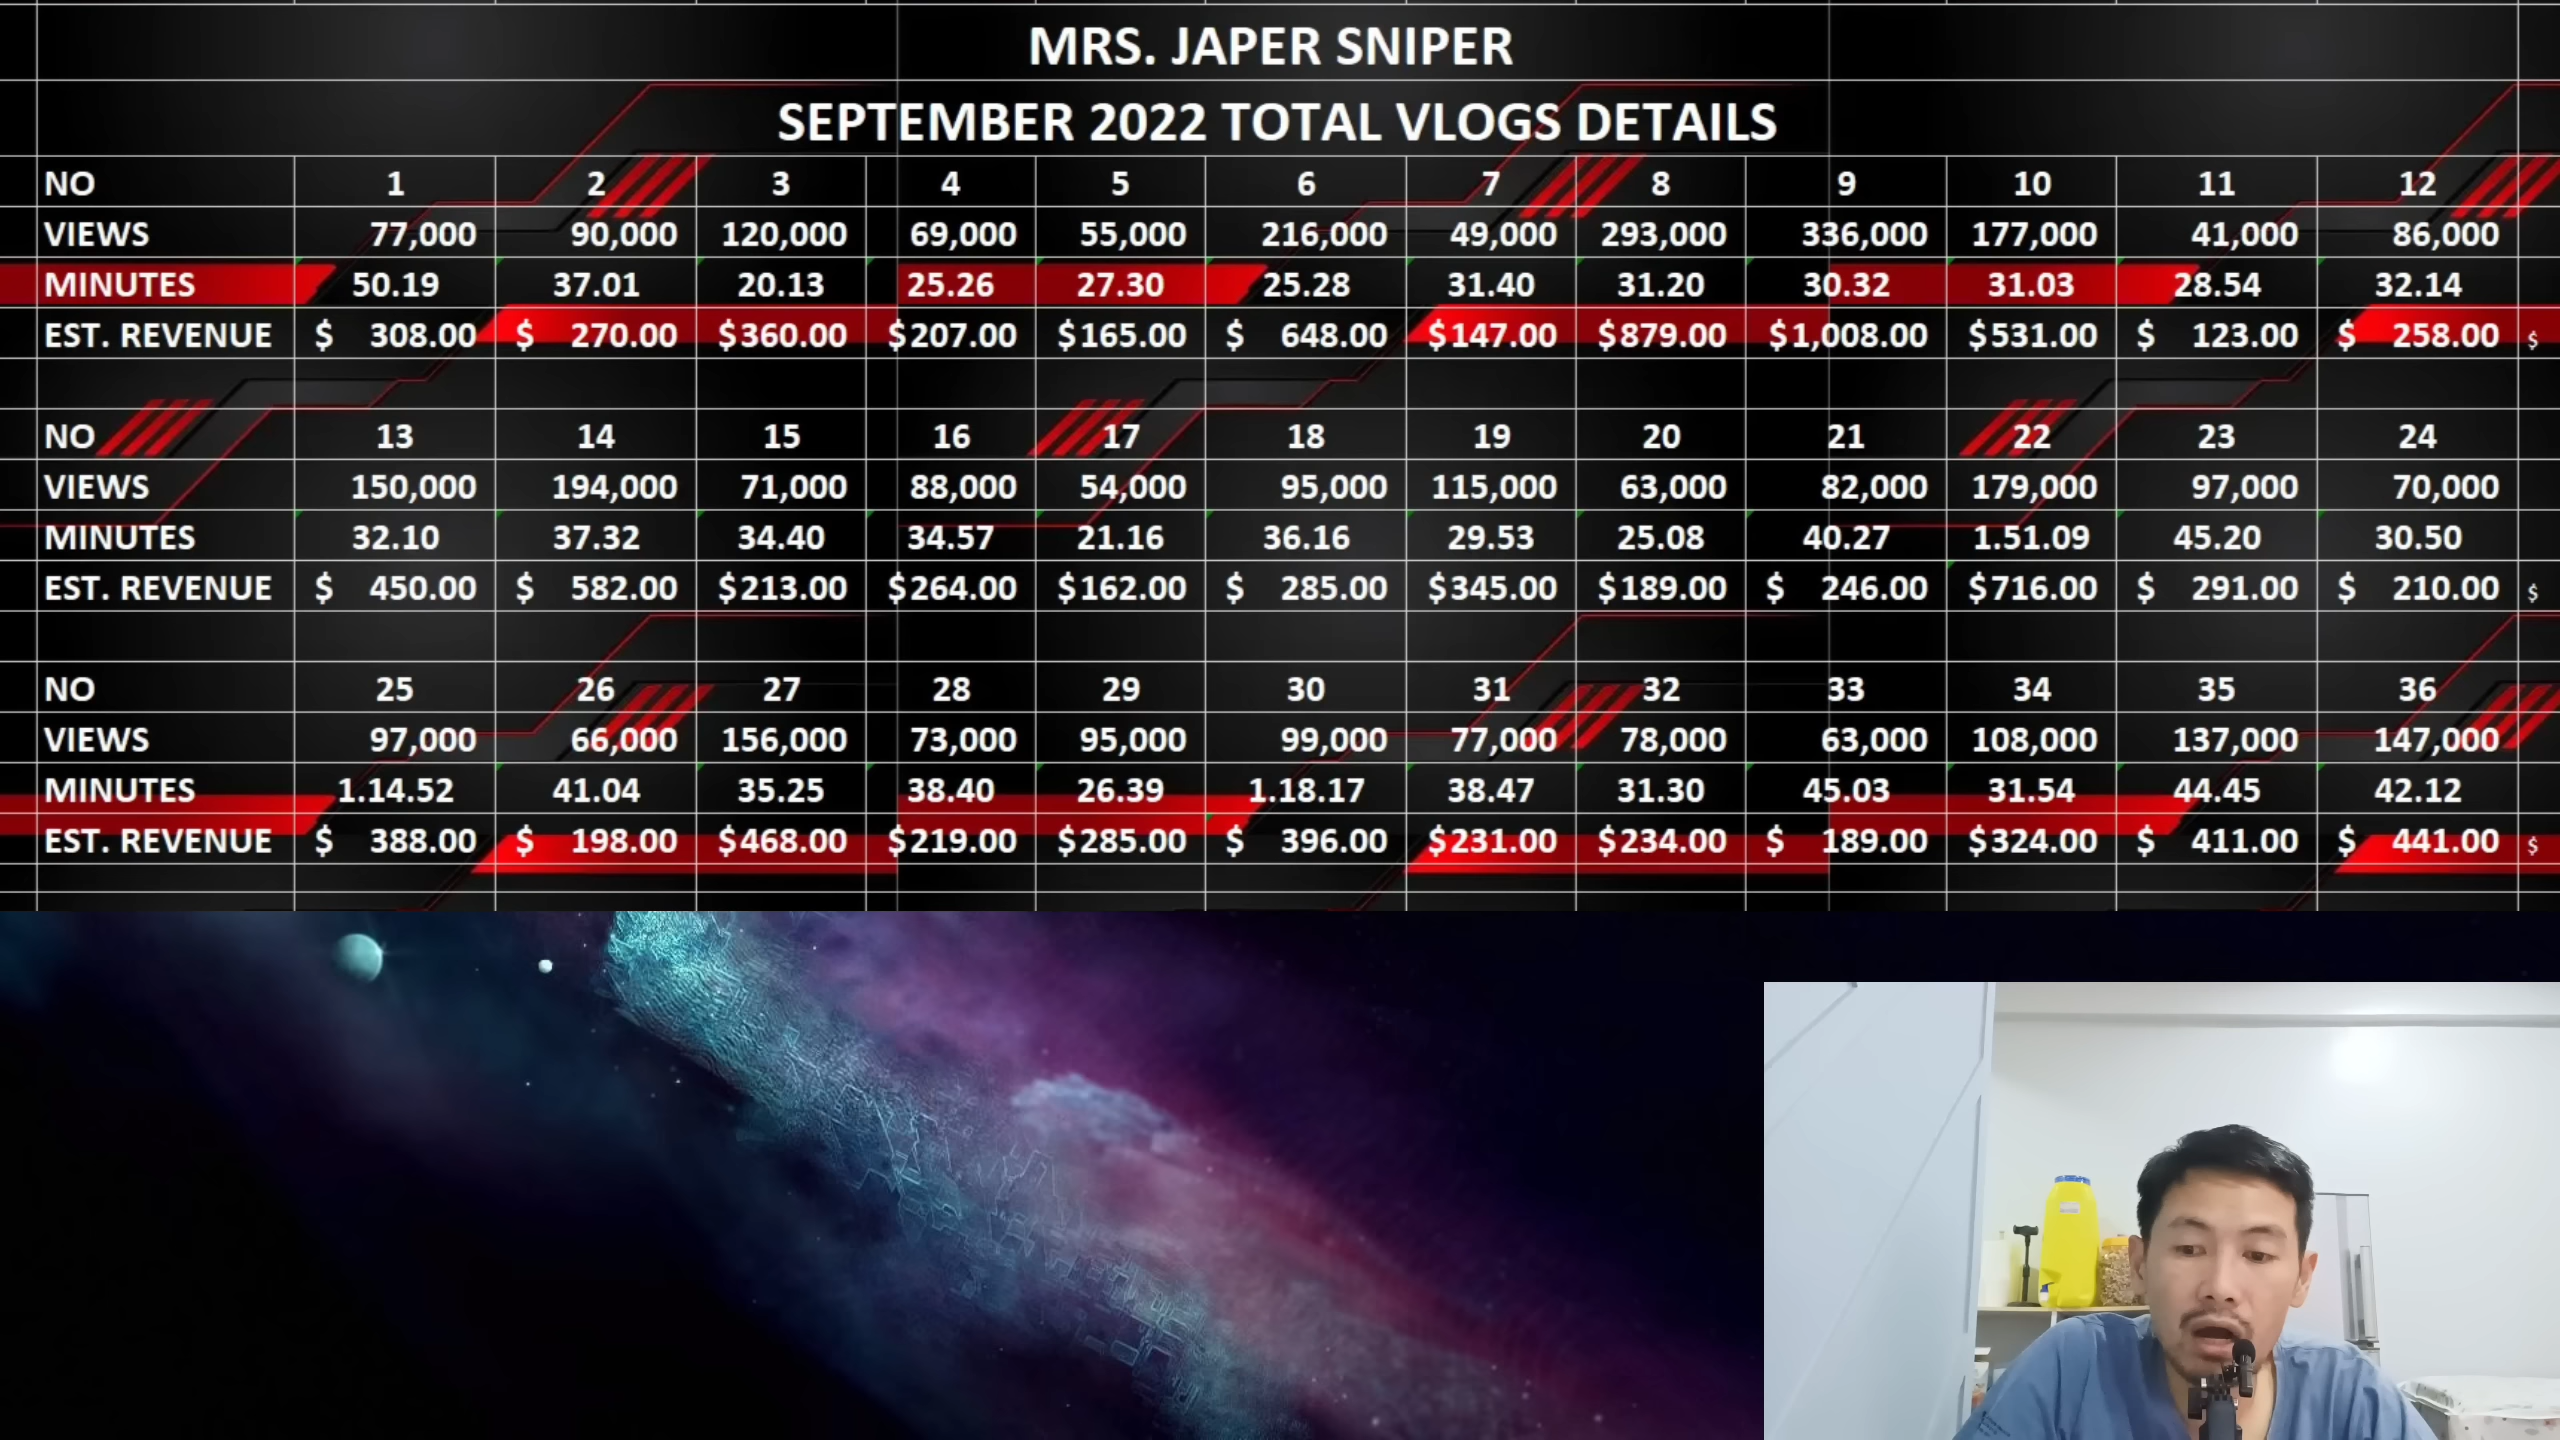 MRS. JAPER SNIPER
SEPTEMBER 2022 TOTAL VLOGS DETAILS
NO 1 2 3 4 5 6 7 8 9 10 11 12
VIEWS 77,000 90,000 120,000 69,000 55,000 216,000 49,000 293,000 336,000 177,000 41,000 86,000
MINUTES 50.19 37.01 20.13 25.26 27.30 25.28 31.40 31.20 30.32 31.03 28.54 32.14
EST. REVENUE $ 308.00 $ 270.00 $360.00 $207.00 $165.00 $ 648.00 $147.00 $879.00 $1,008.00 $531.00 $ 123.00 $ 258.00 $
NO 13 14 15 16 17 18 19 20 21 22 23 24
VIEWS 150,000 194,000 71,000 88,000 54,000 95,000 115,000 63,000 82,000 179,000 97,000 70,000
MINUTES 32.10 37.32 34.40 34.57 21.16 36.16 29.53 25.08 40.27 1.51.09 45.20 30.50
EST. REVENUE $ 450.00 $ 582.00 $213.00 $264.00 $162.00 $ 285.00 $345.00 $189.00 $ 246.00 $716.00 $ 291.00 $ 210.00 $
NO 25 26 27 28 29 30 31 32 33 34 35 36
VIEWS 97,000 66,000 156,000 73,000 95,000 99,000 77,000 78,000 63,000 108,000 137,000 147,000
MINUTES 1.14.52 41.04 35.25 38.40 26.39 1.18.17 38.47 31.30 45.03 31.54 44.45 42.12
EST. REVENUE $ 388.00 $ 198.00 $468.00 $219.00 $285.00 $ 396.00 $231.00 $234.00 $ 189.00 $324.00 $ 411.00 $ 441.00 $